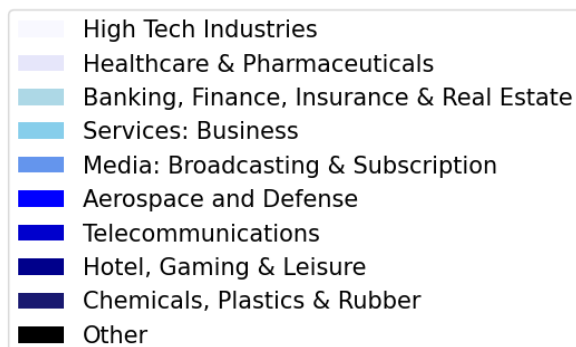 High Tech Industries
Healthcare & Pharmaceuticals
Banking, Finance, Insurance & Real Estate
Services: Business
Media: Broadcasting & Subscription
Aerospace and Defense
Telecommunications
Hotel, Gaming & Leisure
Chemicals, Plastics & Rubber
Other